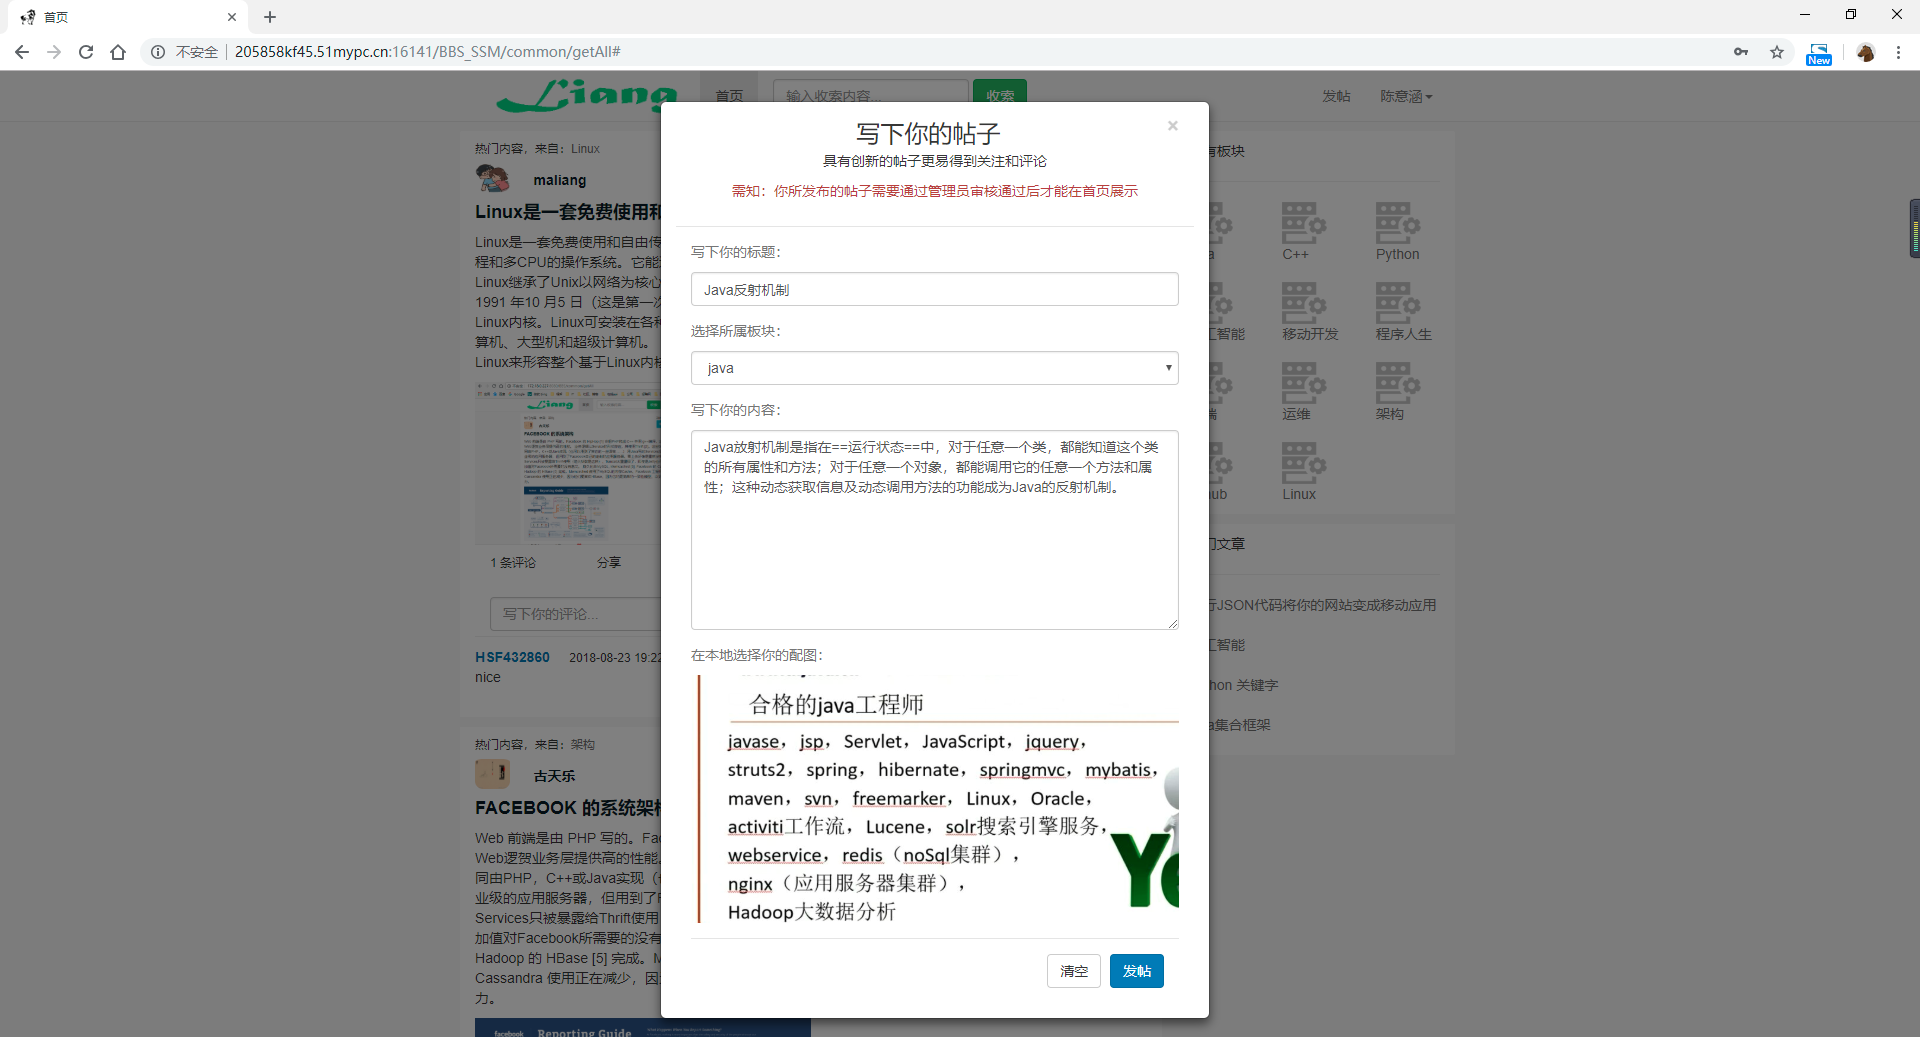 首页
不安全
205858kf45.51mypc.cn:16141/BBS_SSM/common/getAll#
New
Liang
首页
输入收索内容...
收索
发帖
陈意涵
热门内容，来自：Linux
maliang
Linux是一套免费使用和
Linux是一套免费使用和自由传
程和多CPU的操作系统。它能
Linux继承了Unix以网络为核心
1991 年10 月5 日（这是第一次
Linux内核。Linux可安装在各种
算机、大型机和超级计算机。
Linux来形容整个基于Linux内核
1 条评论
分享
写下你的评论...
HSF432860
2018-08-23 19:22
nice
热门内容，来自：架构
古天乐
FACEBOOK 的系统架构
Web 前端是由 PHP 写的。Fac
Web逻贺业务层提供高的性能。
同由PHP，C++或Java实现（
业级的应用服务器，但用到了
Services只被暴露给Thrift使用
加值对Facebook所需要的没有
Hadoop 的 HBase [5] 完成。M
Cassandra 使用正在减少，因
力。
facebook
Reporting Guide
写下你的帖子
×
具有创新的帖子更易得到关注和评论
需知：你所发布的帖子需要通过管理员审核通过后才能在首页展示
写下你的标题：
Java反射机制
选择所属板块：
java
写下你的内容：
Java放射机制是指在==运行状态==中，对于任意一个类，都能知道这个类
的所有属性和方法；对于任意一个对象，都能调用它的任意一个方法和属
性；这种动态获取信息及动态调用方法的功能成为Java的反射机制。
在本地选择你的配图：
合格的java工程师
javase，jsp，Servlet，JavaScript，jquery，
struts2，spring，hibernate，springmvc，mybatis，
maven，svn，freemarker，Linux，Oracle，
activiti工作流，Lucene，solr搜索引擎服务，
webservice，redis（noSql集群），
nginx（应用服务器集群），
Hadoop大数据分析
Ye
清空
发帖
有板块
a
C++
Python
工智能
移动开发
程序人生
端
运维
架构
hub
Linux
门文章
行JSON代码将你的网站变成移动应用
工智能
hon 关键字
a集合框架